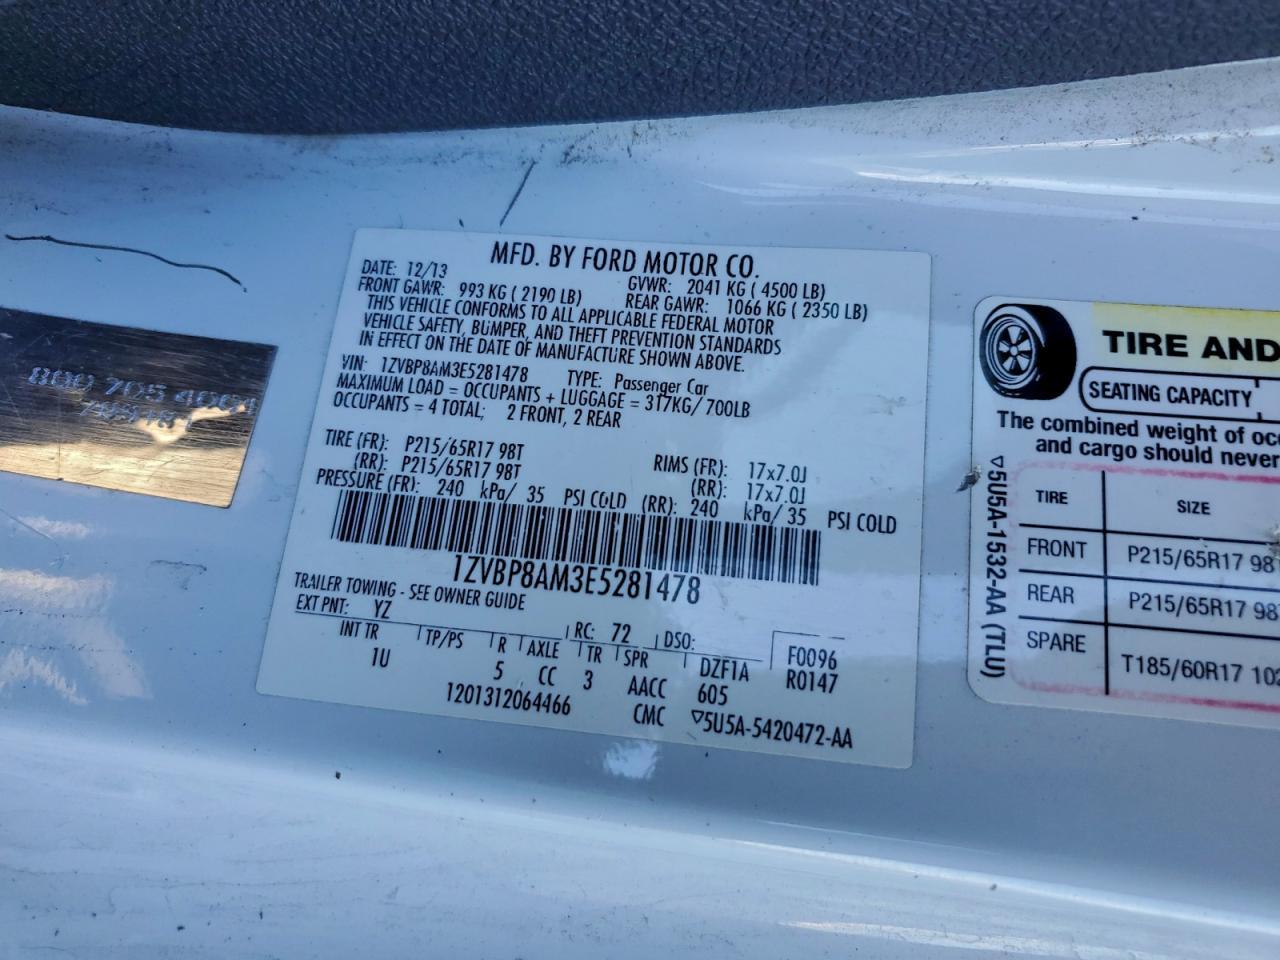 MFD. BY FORD MOTOR CO.
DATE: 12/13 GVWR: 2041 KG ( 4500 LB)
FRONT GAWR: 993 KG ( 2190 LB) REAR GAWR: 1066 KG ( 2350 LB)
THIS VEHICLE CONFORMS TO ALL APPLICABLE FEDERAL MOTOR
VEHICLE SAFETY, BUMPER, AND THEFT PREVENTION STANDARDS
IN EFFECT ON THE DATE OF MANUFACTURE SHOWN ABOVE.
VIN: 1ZVBP8AM3E5281478 TYPE: Passenger Car
MAXIMUM LOAD = OCCUPANTS + LUGGAGE = 317KG/ 700LB
OCCUPANTS = 4 TOTAL; 2 FRONT, 2 REAR
TIRE (FR): P215/65R17 98T RIMS (FR): 17x7.0J
(RR): P215/65R17 98T (RR): 17x7.0J
PRESSURE (FR): 240 kPa/ 35 PSI COLD (RR): 240 kPa/ 35 PSI COLD
1ZVBP8AM3E5281478
TRAILER TOWING - SEE OWNER GUIDE
EXT PNT: YZ RC: 72 DSO: F0096
INT TR TP/PS R AXLE TR SPR DZF1A R0147
1U 5 CC 3 AACC 605
1201312064466 CMC ▽5U5A-5420472-AA
TIRE AND
SEATING CAPACITY
The combined weight of
and cargo should never
TIRE SIZE
FRONT P215/65R17
REAR P215/65R17
SPARE T185/60R17
▽5U5A-1532-AA (TLU)